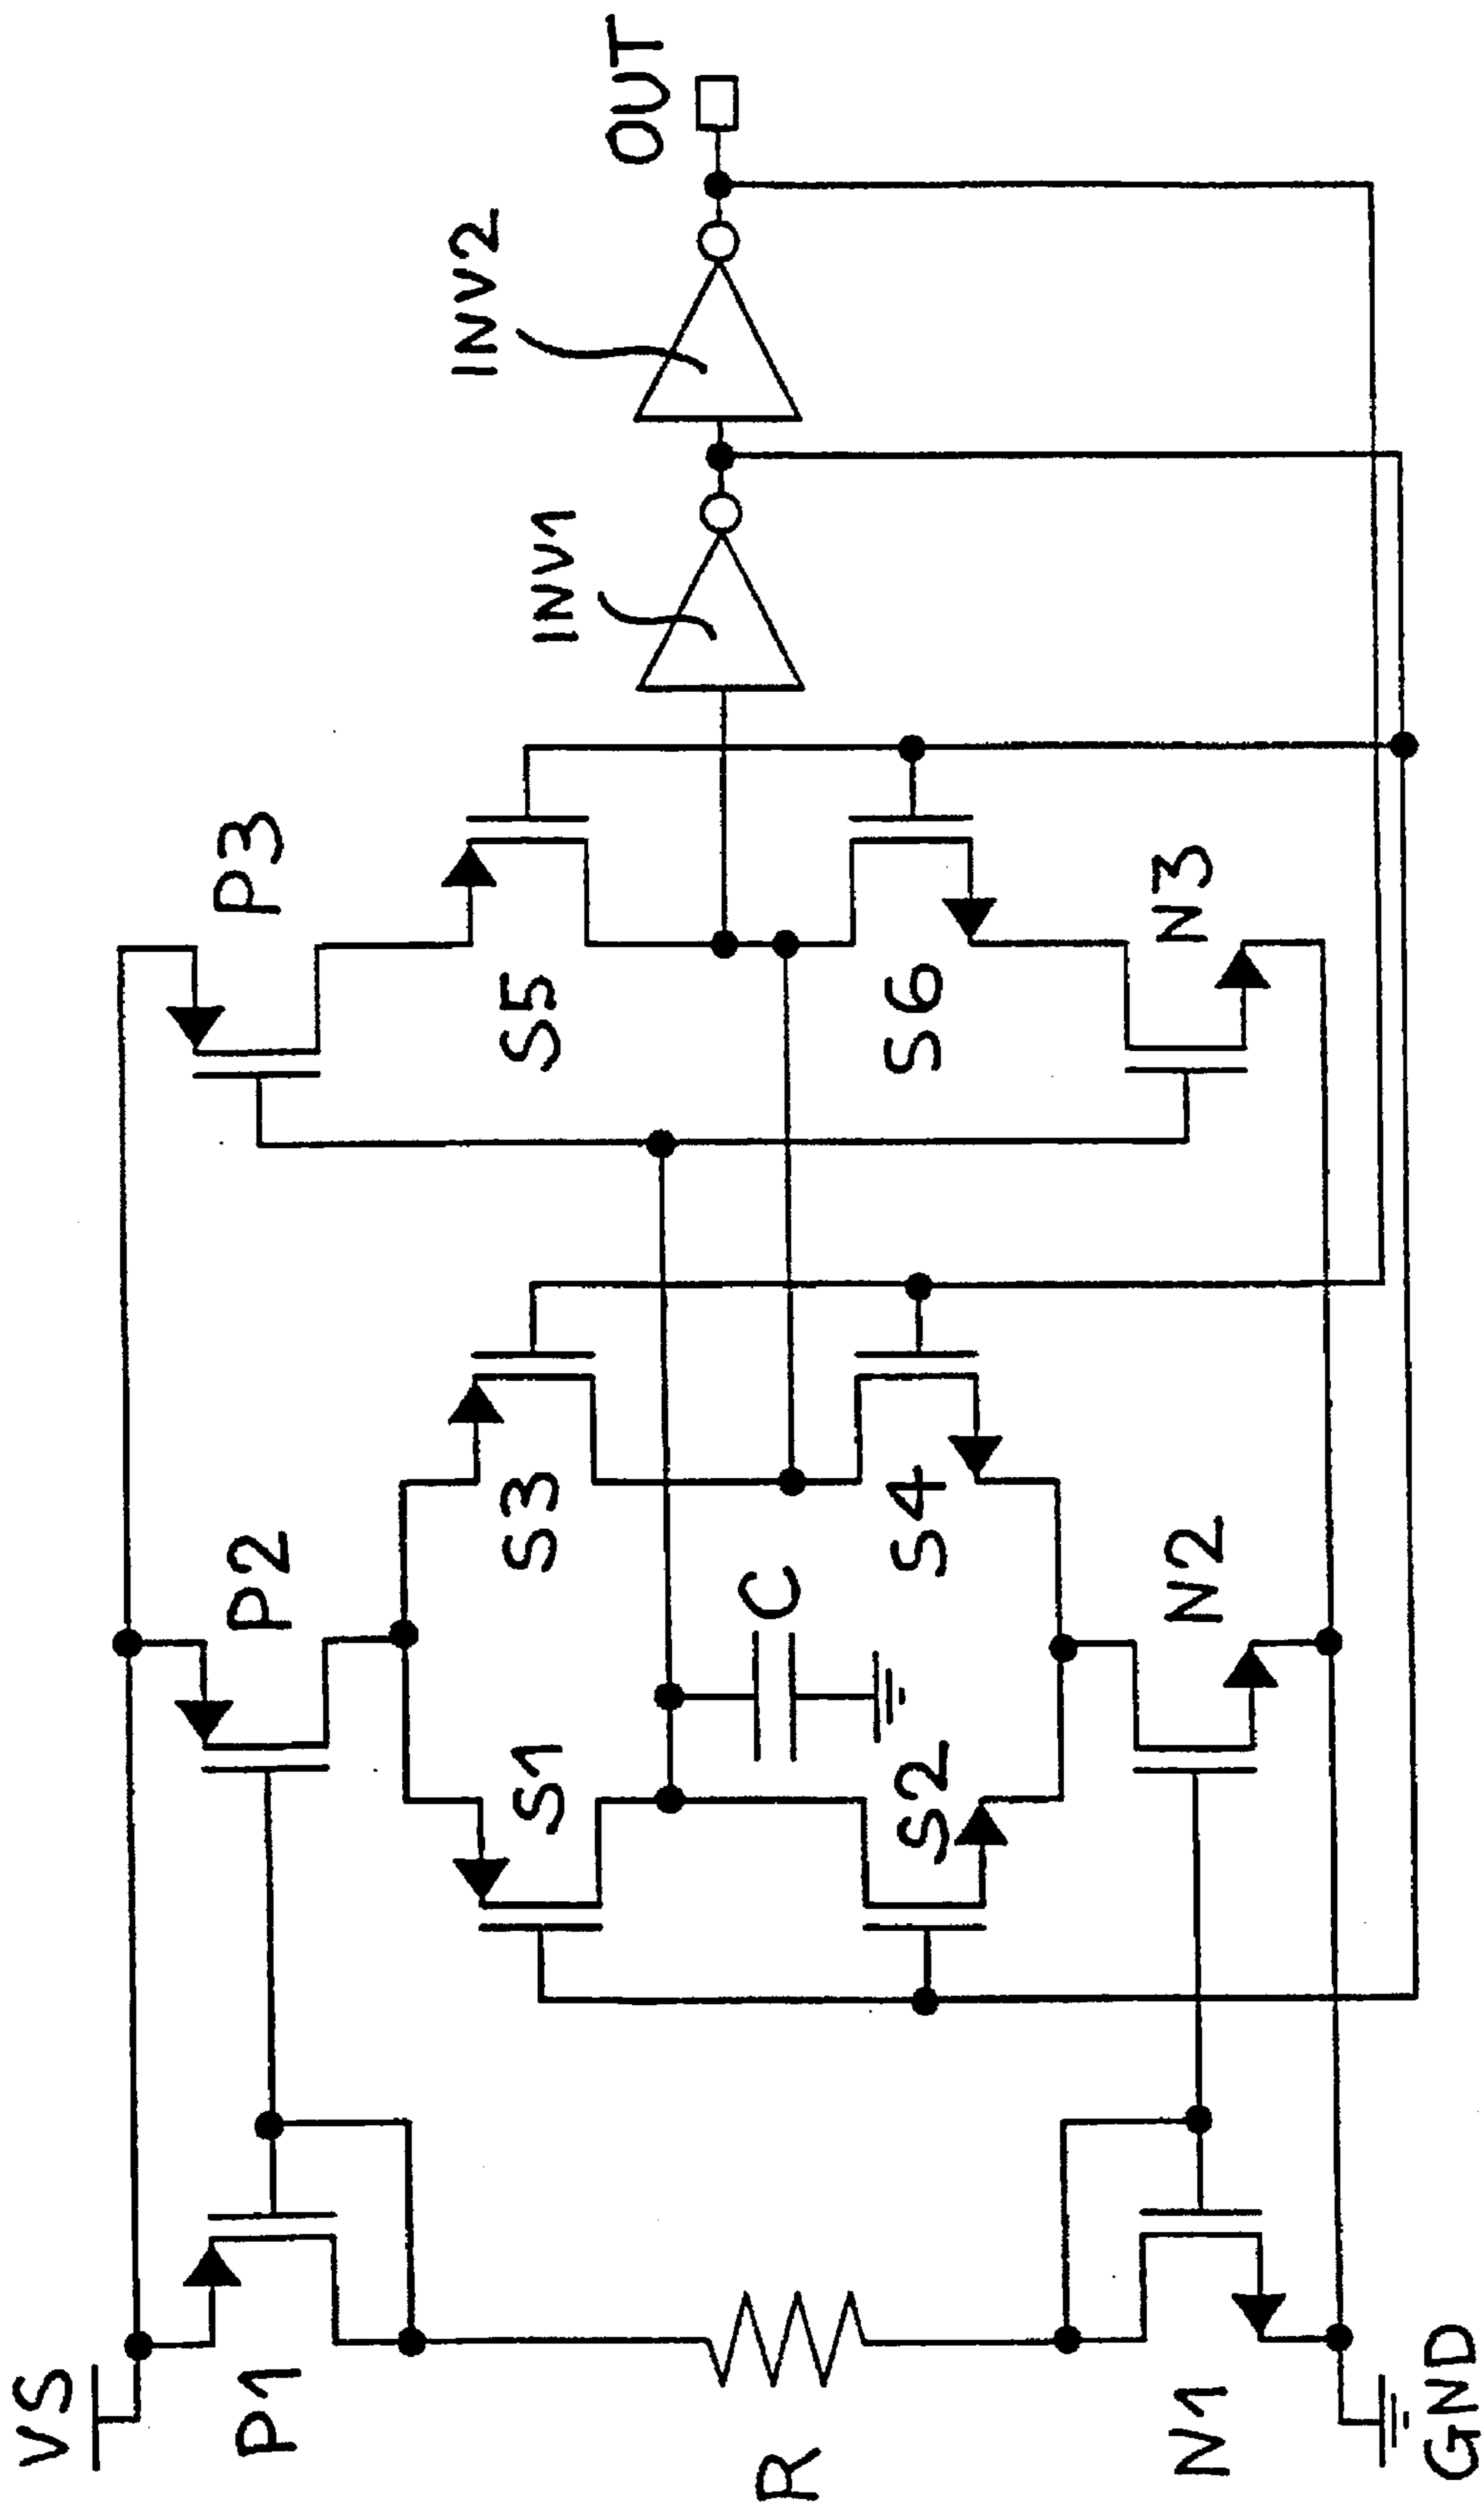 VS
P1
R
N1
GND
P2
S1
S3
C
S2
S4
N2
P3
S5
S6
N3
INV1
INV2
OUT